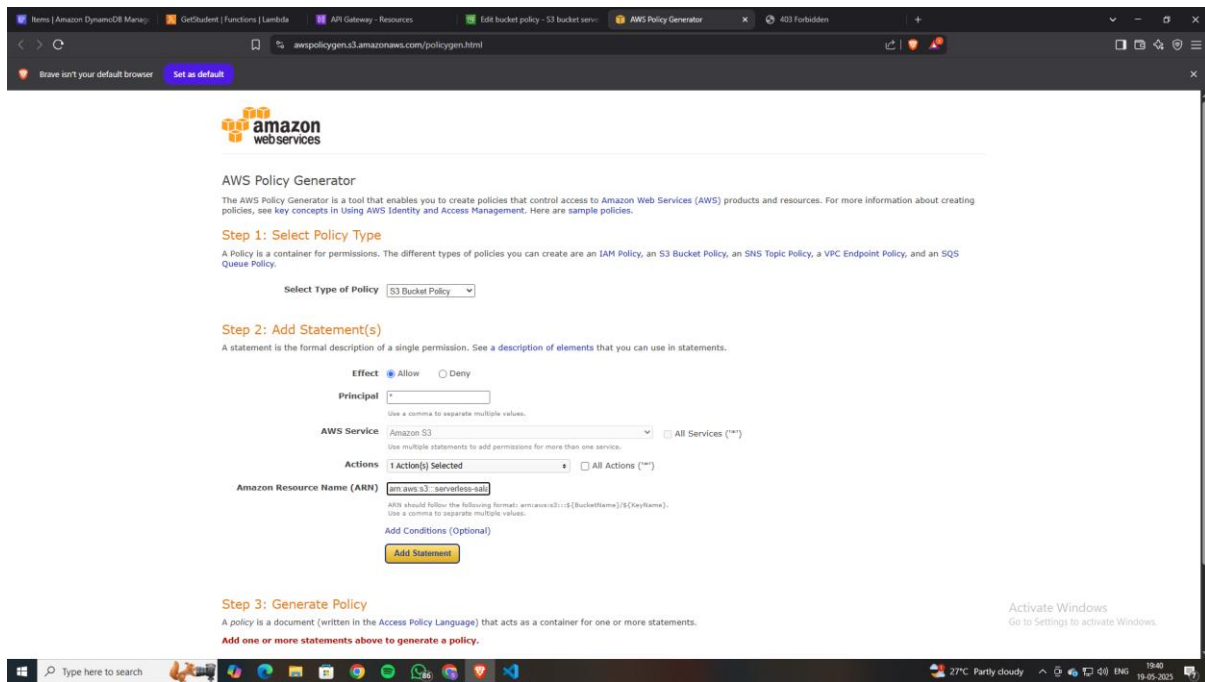 Items | Amazon DynamoDB Manag
GetStudent | Functions | Lambda
API Gateway - Resources
Edit bucket policy - S3 bucket serve
AWS Policy Generator
403 Forbidden
awspolicygen.s3.amazonaws.com/policygen.html
Brave isn't your default browser
Set as default
amazon
webservices
AWS Policy Generator
The AWS Policy Generator is a tool that enables you to create policies that control access to Amazon Web Services (AWS) products and resources. For more information about creating
policies, see key concepts in Using AWS Identity and Access Management. Here are sample policies.
Step 1: Select Policy Type
A Policy is a container for permissions. The different types of policies you can create are an IAM Policy, an S3 Bucket Policy, an SNS Topic Policy, a VPC Endpoint Policy, and an SQS
Queue Policy.
Select Type of Policy S3 Bucket Policy
Step 2: Add Statement(s)
A statement is the formal description of a single permission. See a description of elements that you can use in statements.
Effect Allow Deny
Principal *
Use a comma to separate multiple values.
AWS Service Amazon S3 All Services ("*")
Use multiple statements to add permissions for more than one service.
Actions 1 Action(s) Selected All Actions ("*")
Amazon Resource Name (ARN) arn:aws:s3:::serverless-sala
ARN should follow the following format: arn:aws:s3:::${BucketName}/${KeyName}.
Use a comma to separate multiple values.
Add Conditions (Optional)
Add Statement
Step 3: Generate Policy
A policy is a document (written in the Access Policy Language) that acts as a container for one or more statements.
Add one or more statements above to generate a policy.
Activate Windows
Go to Settings to activate Windows.
Type here to search
27°C Partly cloudy
ENG
19:40
19-05-2025